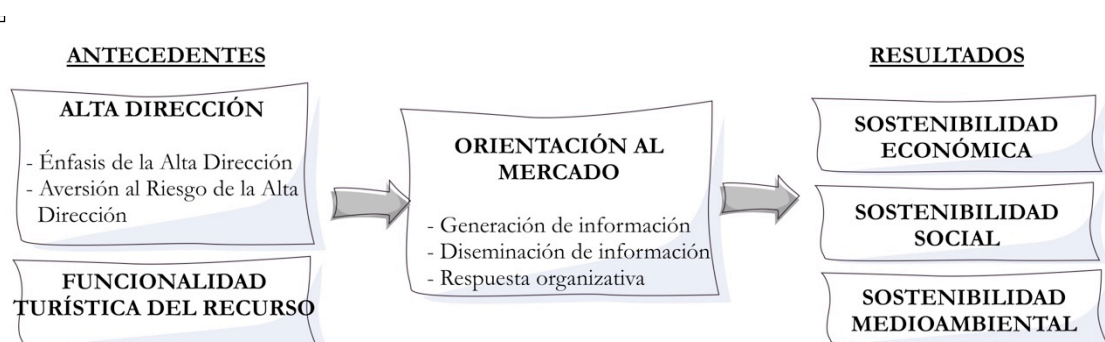 ANTECEDENTES
ALTA DIRECCIÓN
- Énfasis de la Alta Dirección
- Aversión al Riesgo de la Alta
Dirección
FUNCIONALIDAD
TURÍSTICA DEL RECURSO
ORIENTACIÓN AL
MERCADO
- Generación de información
- Diseminación de información
- Respuesta organizativa
RESULTADOS
SOSTENIBILIDAD
ECONÓMICA
SOSTENIBILIDAD
SOCIAL
SOSTENIBILIDAD
MEDIOAMBIENTAL